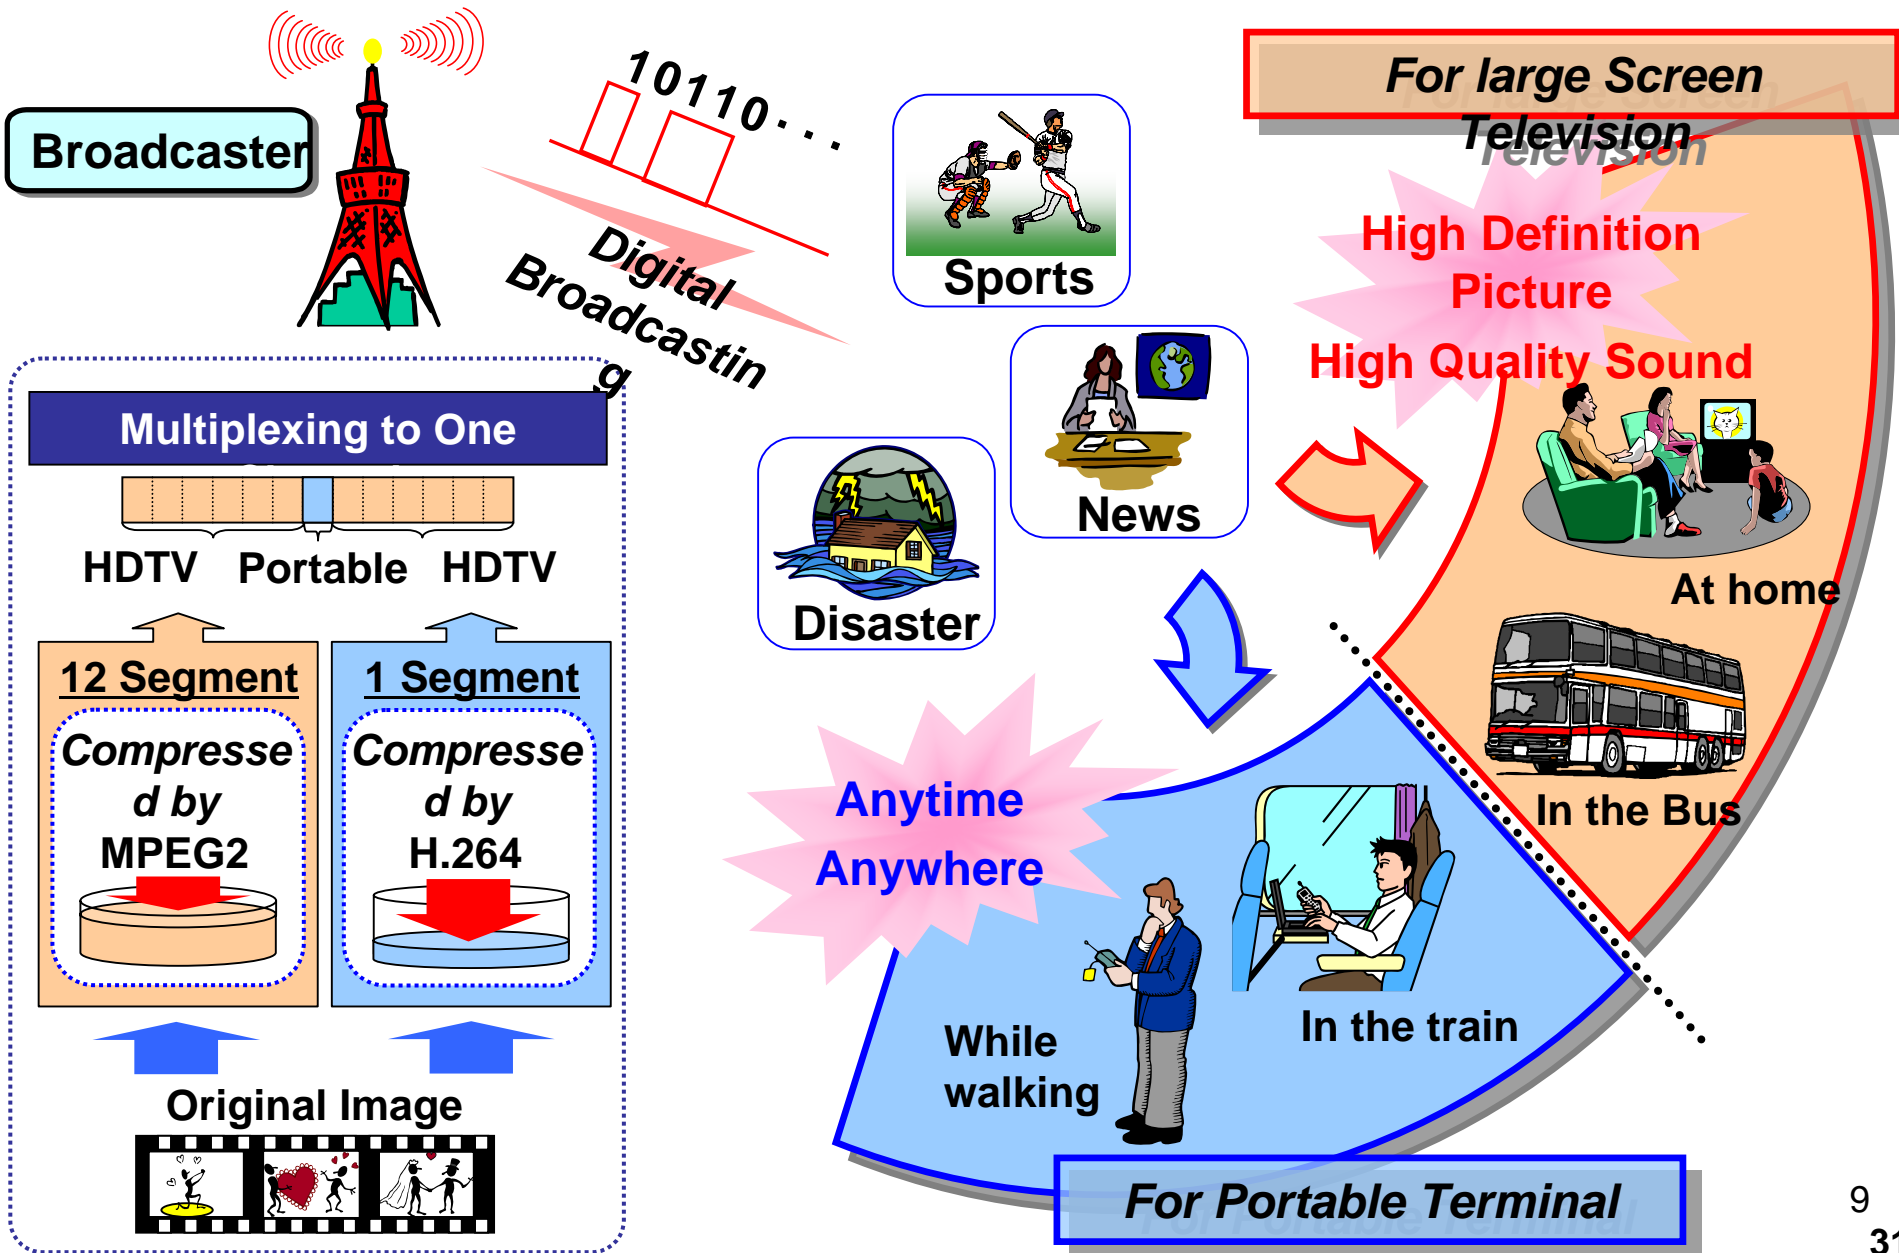 Broadcaster
10110···
Digital
Broadcastin
g
Multiplexing to One
HDTV Portable HDTV
12 Segment
Compresse
d by
MPEG2
1 Segment
Compresse
d by
H.264
Original Image
Sports
News
Disaster
For large Screen
Television
High Definition
Picture
High Quality Sound
At home
In the Bus
Anytime
Anywhere
In the train
While
walking
For Portable Terminal
9